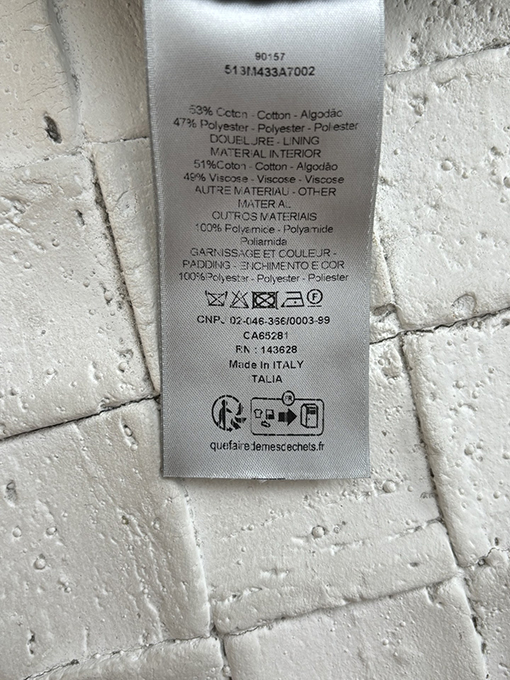 90157
513M433A7002
53% Coton - Cotton - Algodão
47% Polyester - Polyester - Poliester
DOUBLURE - LINING
MATERIAL INTERIOR
51%Coton - Cotton - Algodão
49% Viscose - Viscose - Viscose
AUTRE MATERIAU - OTHER
MATERIAL
OUTROS MATERIAIS
100% Polyamide - Polyamide
Poliamida
GARNISSAGE ET COULEUR -
PADDING - ENCHIMENTO E COR
100%Polyester - Polyester - Poliester
F
CNPJ 02-046-366/0003-99
CA65281
RN : 143628
Made In ITALY
TALIA
FR
quefairedemesdechets.fr